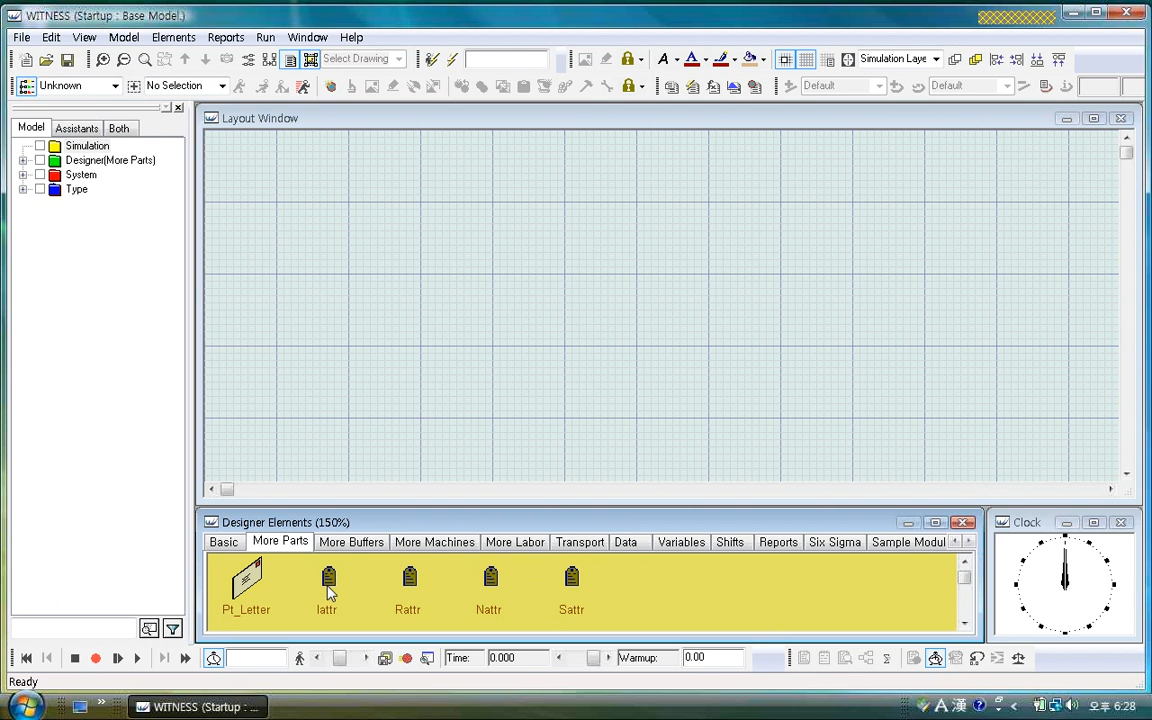 WITNESS (Startup : Base Model.)
File Edit View Model Elements Reports Run Window Help
Select Drawing
Simulation Laye
Unknown No Selection Default Default
Layout Window
Model Assistants Both
Simulation
Designer(More Parts)
System
Type
Designer Elements (150%)
Clock
Basic More Parts More Buffers More Machines More Labor Transport Data Variables Shifts Reports Six Sigma Sample Modul
Pt_Letter Iattr Rattr Nattr Sattr
Time: 0.000 Warmup: 0.00
Ready
WITNESS (Startup : ...
A 漢 오후 6:28